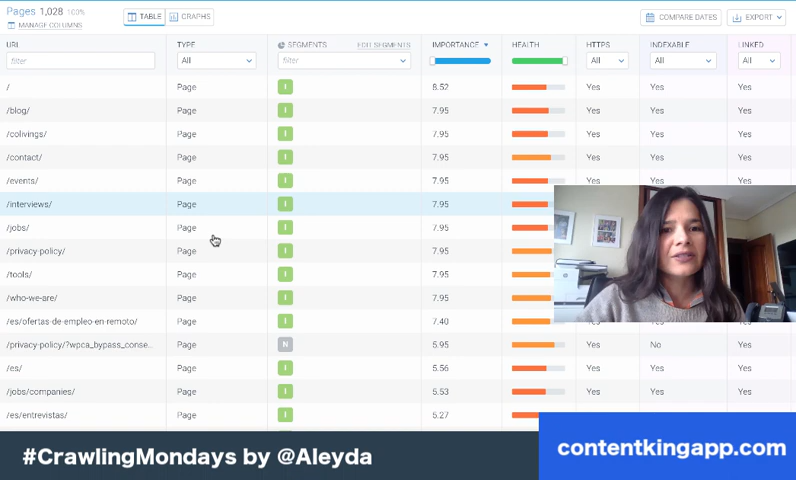 Pages 1,028 100%
MANAGE COLUMNS
TABLE GRAPHS
COMPARE DATES EXPORT
URL TYPE SEGMENTS EDIT SEGMENTS IMPORTANCE HEALTH HTTPS INDEXABLE LINKED
filter All filter All All All
/ Page I 8.52 Yes Yes Yes
/blog/ Page I 7.95 Yes Yes Yes
/colivings/ Page I 7.95 Yes Yes Yes
/contact/ Page I 7.95 Yes Yes Yes
/events/ Page I 7.95 Yes Yes Yes
/interviews/ Page I 7.95
/jobs/ Page I 7.95
/privacy-policy/ Page I 7.95
/tools/ Page I 7.95
/who-we-are/ Page I 7.95
/es/ofertas-de-empleo-en-remoto/ Page I 7.40
/privacy-policy/?wpca_bypass_conse... Page N 5.95 Yes No Yes
/es/ Page I 5.56 Yes Yes Yes
/jobs/companies/ Page I 5.53 Yes Yes Yes
/es/entrevistas/ Page I 5.27
#CrawlingMondays by @Aleyda
contentkingapp.com